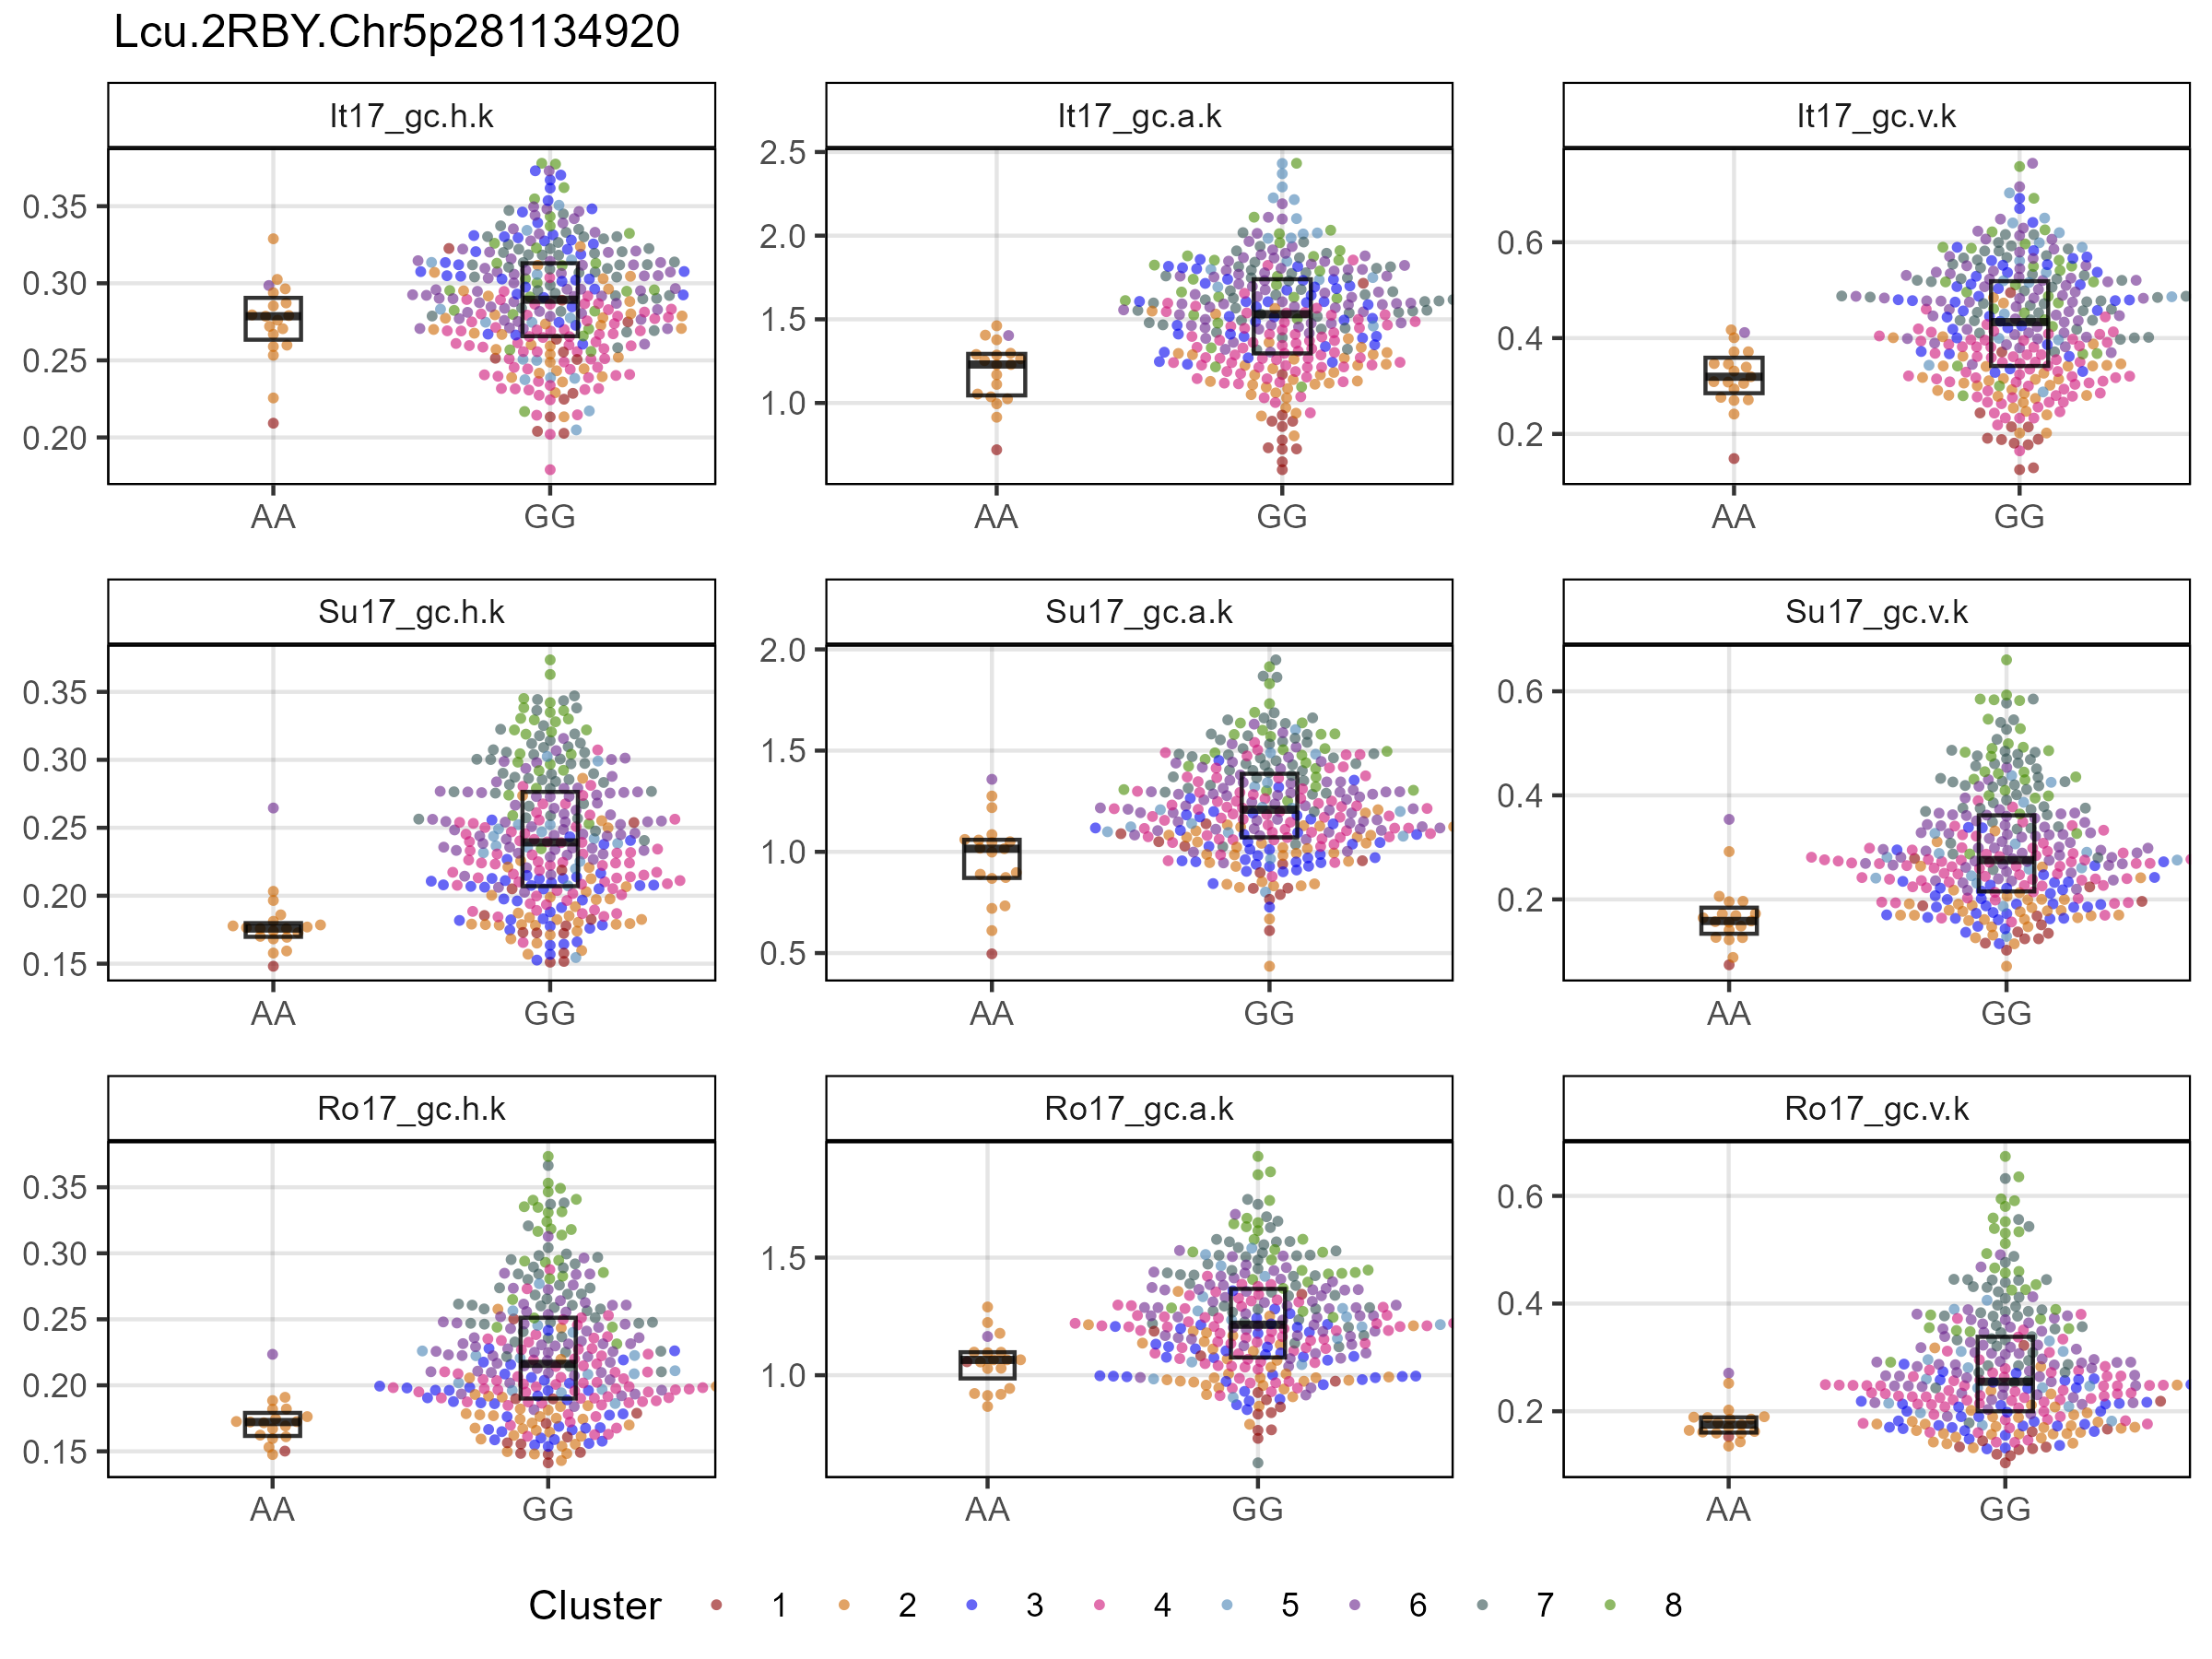 Lcu.2RBY.Chr5p281134920
It17_gc.h.k
It17_gc.a.k
It17_gc.v.k
0.35
0.30
0.25
0.20
2.5
2.0
1.5
1.0
0.6
0.4
0.2
AA GG
AA GG
AA GG
Su17_gc.h.k
Su17_gc.a.k
Su17_gc.v.k
0.35
0.30
0.25
0.20
0.15
2.0
1.5
1.0
0.5
0.6
0.4
0.2
AA GG
AA GG
AA GG
Ro17_gc.h.k
Ro17_gc.a.k
Ro17_gc.v.k
0.35
0.30
0.25
0.20
0.15
1.5
1.0
0.6
0.4
0.2
AA GG
AA GG
AA GG
Cluster 1 2 3 4 5 6 7 8